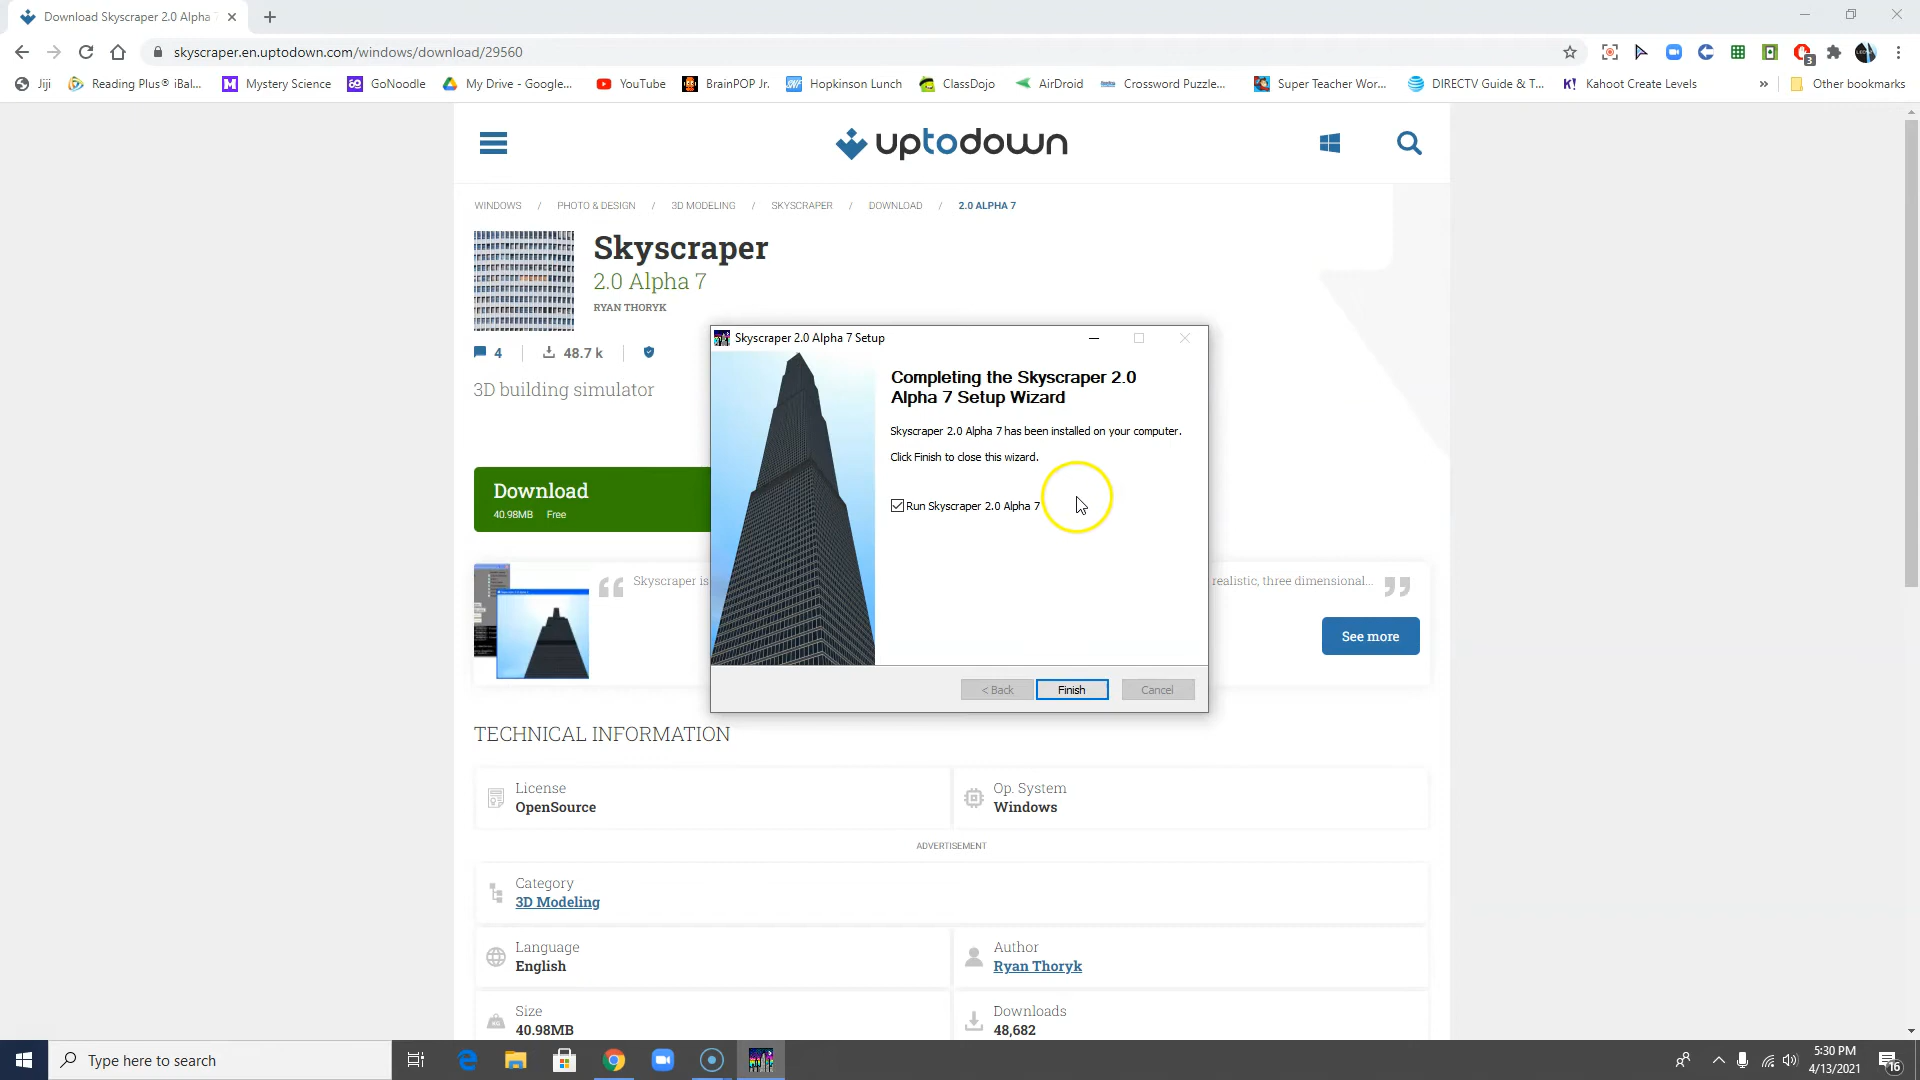 Download Skyscraper 2.0 Alpha 7
skyscraper.en.uptodown.com/windows/download/29560
3
Jiji
Reading Plus® iBal...
Mystery Science
GoNoodle
My Drive - Google...
YouTube
BrainPOP Jr.
Hopkinson Lunch
ClassDojo
AirDroid
Crossword Puzzle...
Super Teacher Wor...
DIRECTV Guide & T...
Kahoot Create Levels
»
Other bookmarks
uptodown
WINDOWS / PHOTO & DESIGN / 3D MODELING / SKYSCRAPER / DOWNLOAD / 2.0 ALPHA 7
Skyscraper
2.0 Alpha 7
RYAN THORYK
4
48.7 k
3D building simulator
Download
40.98MB Free
Skyscraper 2.0 Alpha 7 Setup
Completing the Skyscraper 2.0
Alpha 7 Setup Wizard
Skyscraper 2.0 Alpha 7 has been installed on your computer.
Click Finish to close this wizard.
Run Skyscraper 2.0 Alpha 7
< Back
Finish
Cancel
Skyscraper is
realistic, three dimensional...
See more
TECHNICAL INFORMATION
License
OpenSource
Op. System
Windows
ADVERTISEMENT
Category
3D Modeling
Language
English
Author
Ryan Thoryk
Size
40.98MB
Downloads
48,682
Type here to search
5:30 PM
4/13/2021
16